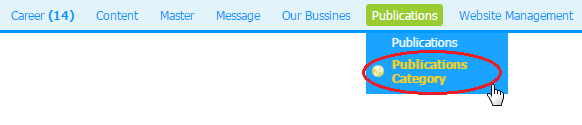 Career (14) Content Master Message Our Bussines Publications Website Management
Publications
Publications
Category